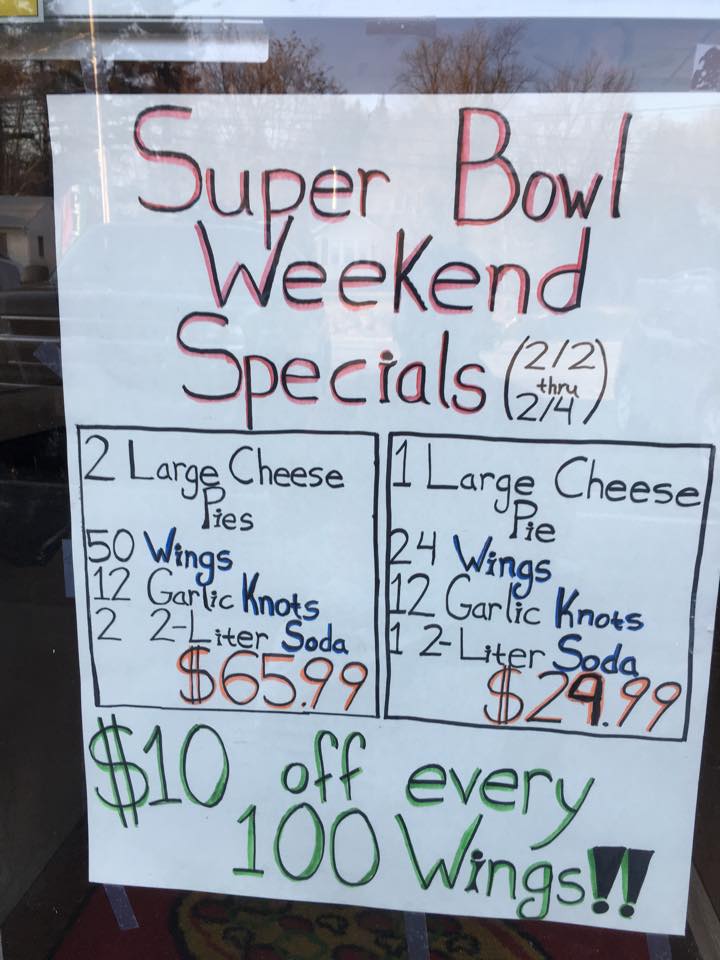 Super Bowl
Weekend
Specials (2/2
thru
2/4)
2 Large Cheese
Pies
50 Wings
12 Garlic Knots
2 2-Liter Soda
$65.99
1 Large Cheese
Pie
24 Wings
12 Garlic Knots
1 2-Liter Soda
$29.99
$10 off every
100 Wings!!